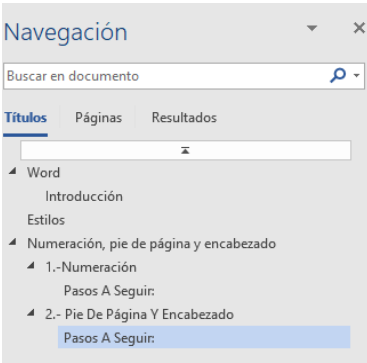 Navegación
Buscar en documento
Títulos Páginas Resultados
Word
Introducción
Estilos
Numeración, pie de página y encabezado
1.-Numeración
Pasos A Seguir:
2.- Pie De Página Y Encabezado
Pasos A Seguir: